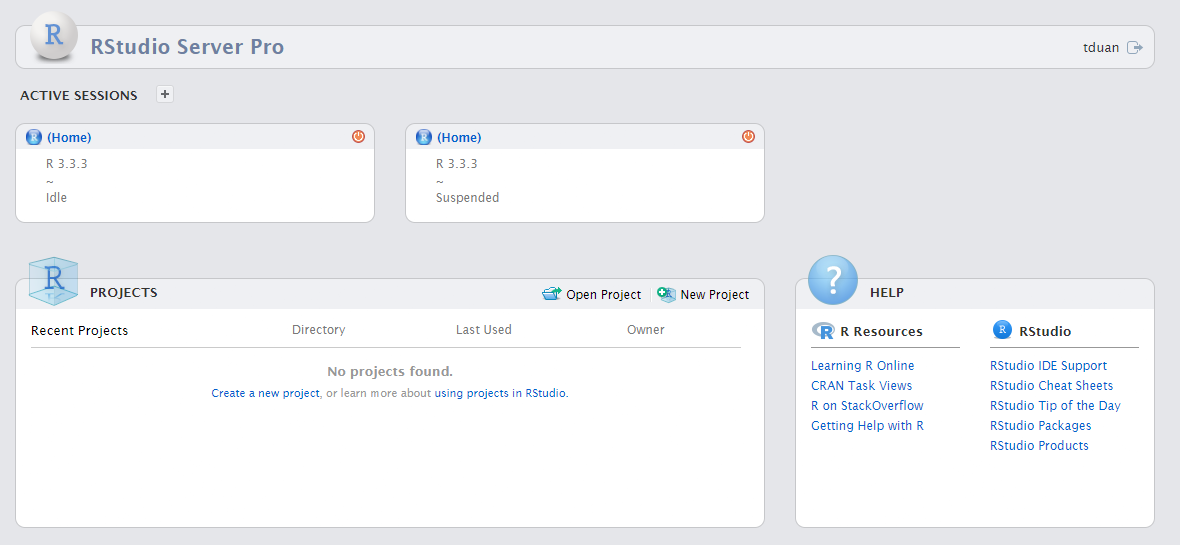 R
RStudio Server Pro
tduan
ACTIVE SESSIONS +
R (Home)
R 3.3.3
~
Idle
R (Home)
R 3.3.3
~
Suspended
R
PROJECTS
Open Project
New Project
Recent Projects Directory Last Used Owner
No projects found.
Create a new project, or learn more about using projects in RStudio.
?
HELP
R R Resources
Learning R Online
CRAN Task Views
R on StackOverflow
Getting Help with R
R RStudio
RStudio IDE Support
RStudio Cheat Sheets
RStudio Tip of the Day
RStudio Packages
RStudio Products